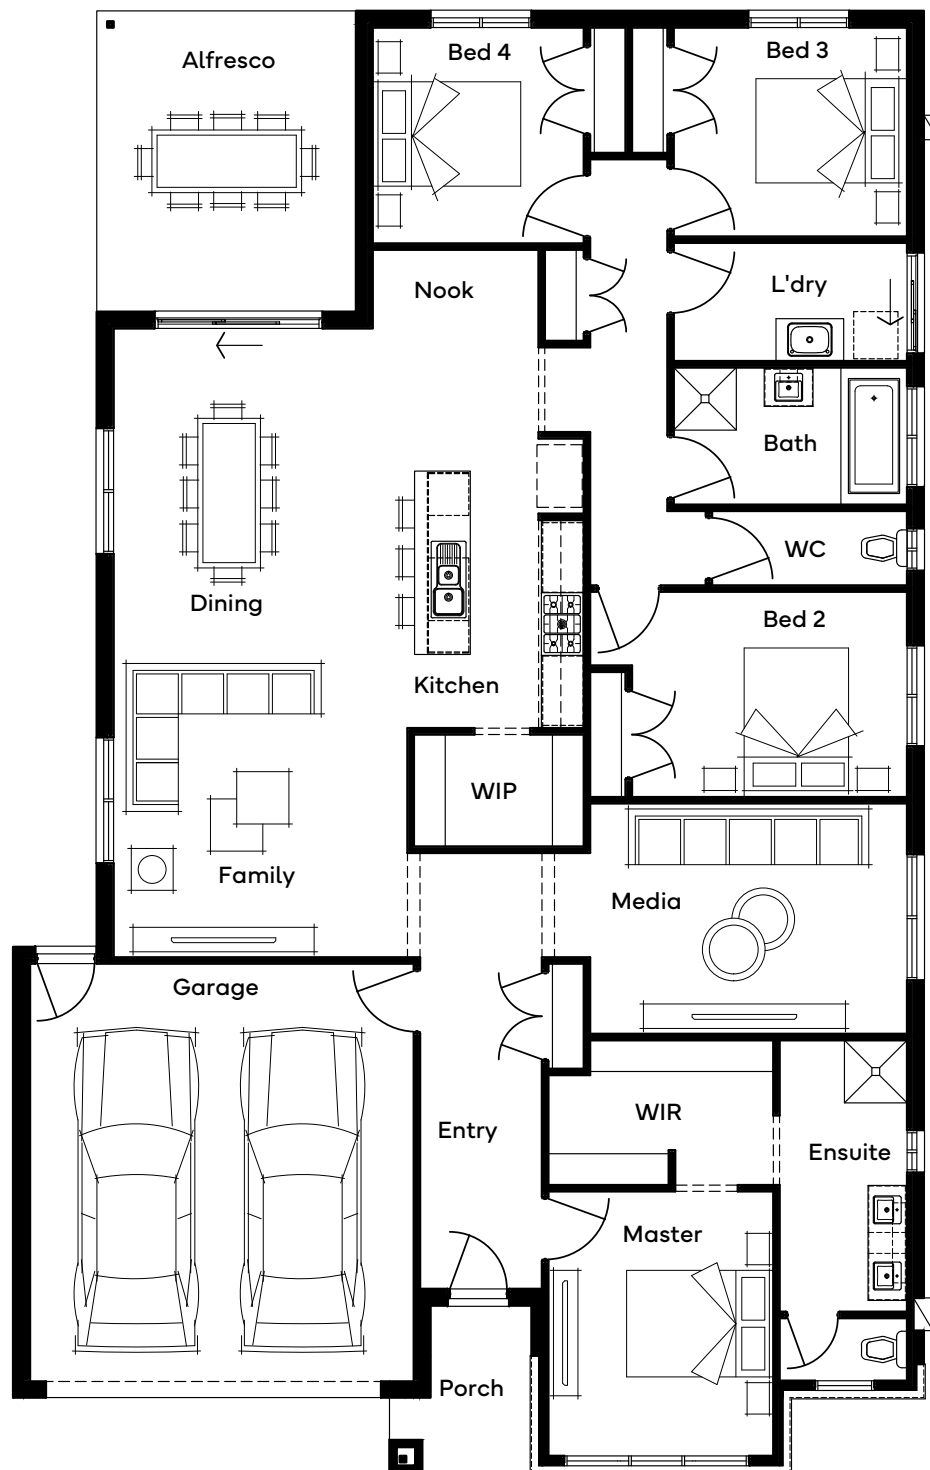 Alfresco
Bed 4
Bed 3
Nook
L'dry
Bath
WC
Dining
Bed 2
Kitchen
WIP
Family
Media
Garage
WIR
Entry
Ensuite
Master
Porch